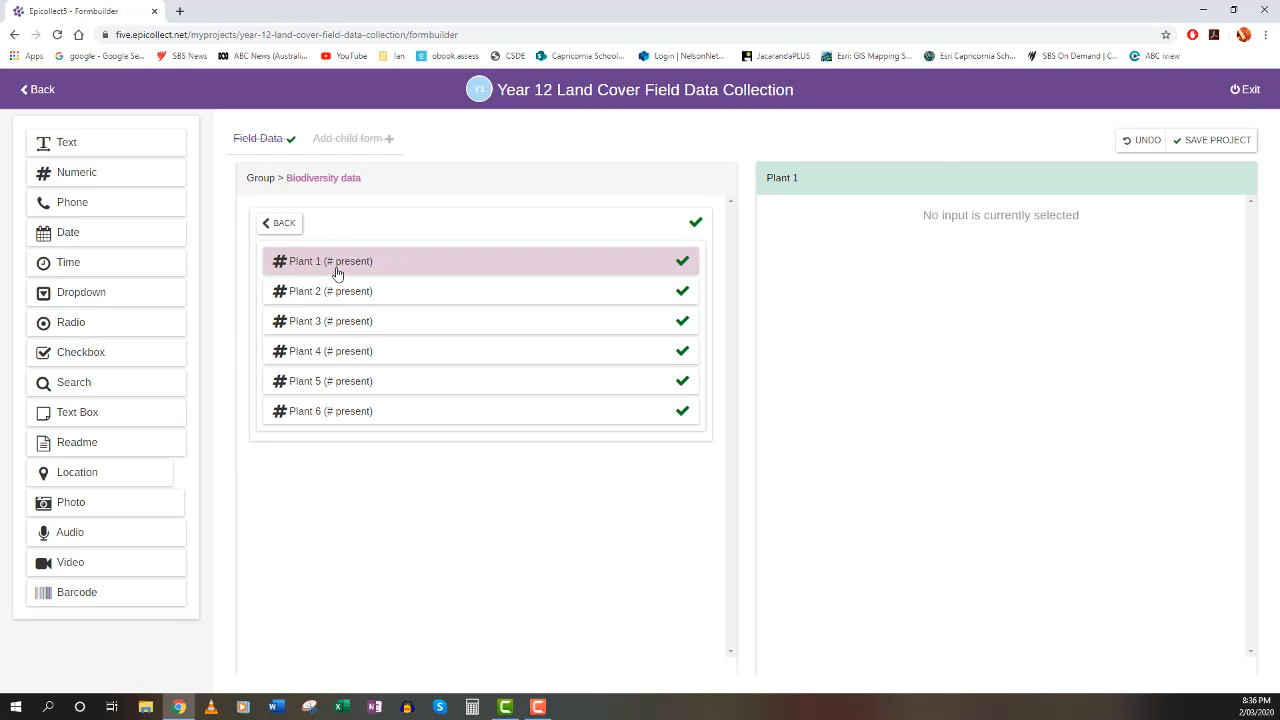 Epicollect5 - Formbuilder
five.epicollect.net/myprojects/year-12-land-cover-field-data-collection/formbuilder
Apps
google - Google Se...
SBS News
ABC News (Australi...
YouTube
Ian
obook assess
CSDE
Capricornia School...
Login | NelsonNet...
JacarandaPLUS
Esri: GIS Mapping S...
Esri Capricornia Sch...
SBS On Demand | C...
ABC iview
Back
Y1
Year 12 Land Cover Field Data Collection
Exit
Text
Numeric
Phone
Date
Time
Dropdown
Radio
Checkbox
Search
Text Box
Readme
Location
Photo
Audio
Video
Barcode
Field Data
Add child form
UNDO
SAVE PROJECT
Group > Biodiversity data
BACK
Plant 1 (# present)
Plant 2 (# present)
Plant 3 (# present)
Plant 4 (# present)
Plant 5 (# present)
Plant 6 (# present)
Plant 1
No input is currently selected
8:36 PM
2/03/2020